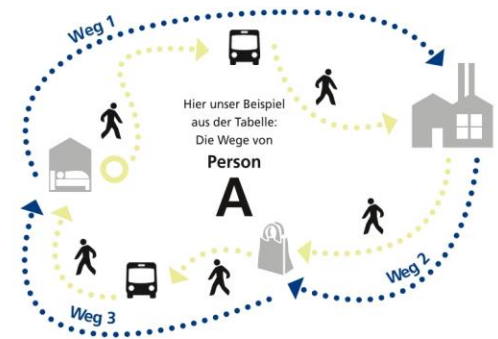 Weg 1
Hier unser Beispiel
aus der Tabelle:
Die Wege von
Person
A
Weg 2
Weg 3